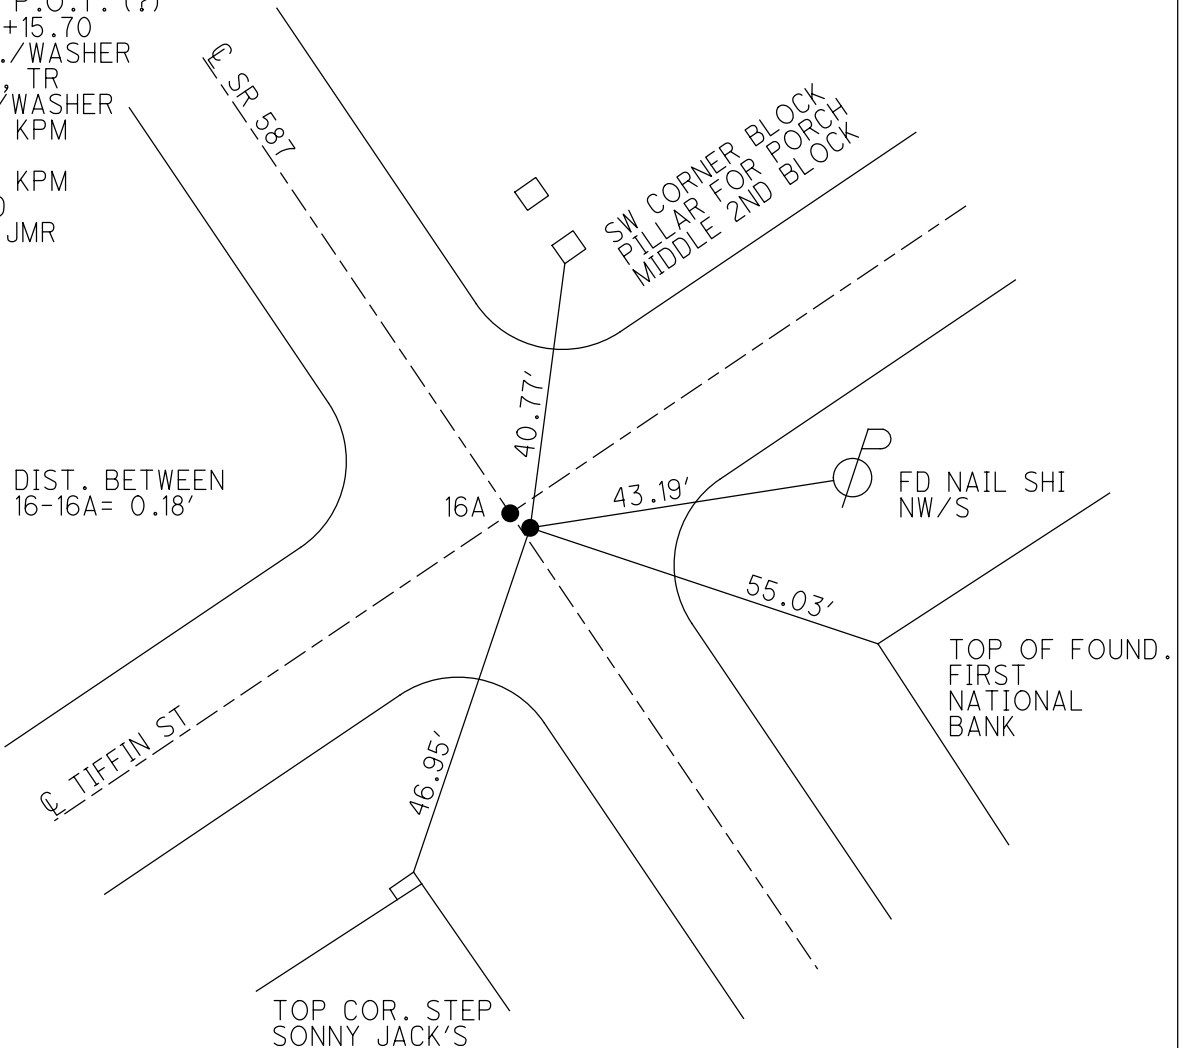 P.O.T. (?)
+15.70
./WASHER
, TR
/WASHER
KPM
KPM
JMR
℄ SR 587
SW CORNER BLOCK
PILLAR FOR PORCH
MIDDLE 2ND BLOCK
40.77'
DIST. BETWEEN
16-16A= 0.18'
16A
43.19'
FD NAIL SHI
NW/S
55.03'
TOP OF FOUND.
FIRST
NATIONAL
BANK
℄ TIFFIN ST
46.95'
TOP COR. STEP
SONNY JACK'S